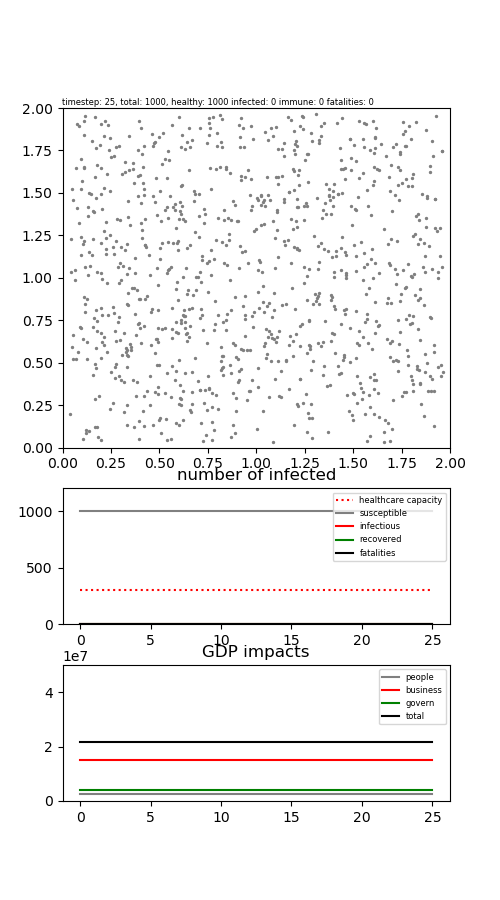 timestep: 25, total: 1000, healthy: 1000 infected: 0 immune: 0 fatalities: 0
2.00
1.75
1.50
1.25
1.00
0.75
0.50
0.25
0.00
0.00 0.25 0.50 0.75 1.00 1.25 1.50 1.75 2.00
number of infected
1000
500
0
healthcare capacity
susceptible
infectious
recovered
fatalities
0 5 10 15 20 25
GDP impacts
1e7
4
2
0
people
business
govern
total
0 5 10 15 20 25